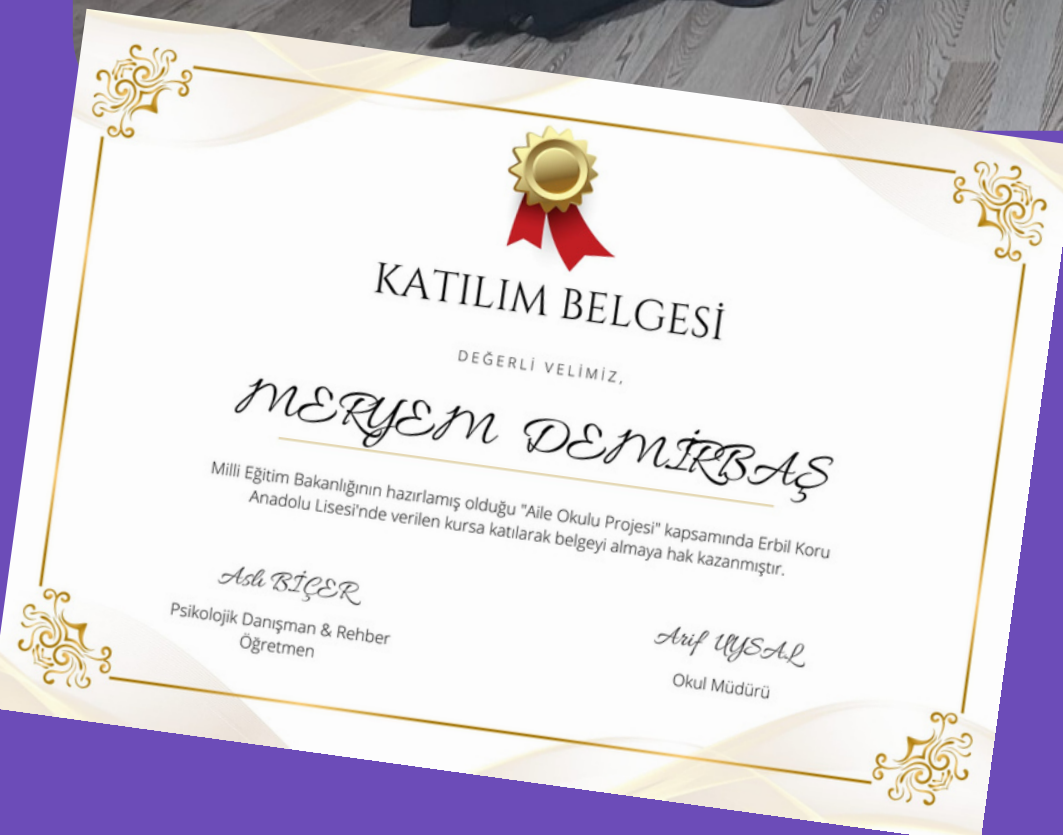 KATILIM BELGESİ
DEĞERLİ VELİMİZ,
MERYEM DEMİRBAŞ
Milli Eğitim Bakanlığının hazırlamış olduğu "Aile Okulu Projesi" kapsamında Erbil Koru
Anadolu Lisesi'nde verilen kursa katılarak belgeyi almaya hak kazanmıştır.
Aslı BİÇER
Psikolojik Danışman & Rehber
Öğretmen
Arif UYSAL
Okul Müdürü